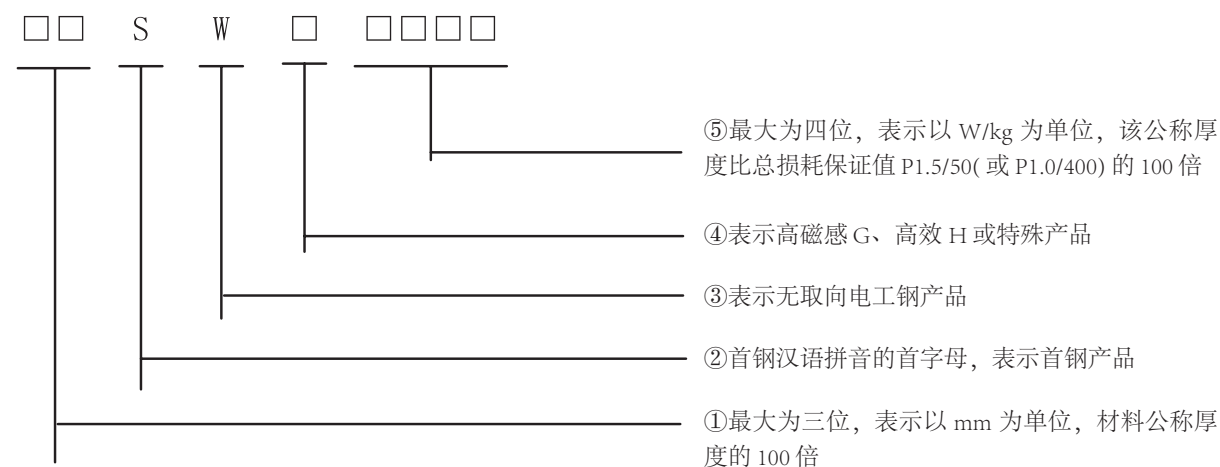 □□ S W □ □□□□
⑤最大为四位，表示以 W/kg 为单位，该公称厚
度比总损耗保证值 P1.5/50( 或 P1.0/400) 的 100 倍
④表示高磁感 G、高效 H 或特殊产品
③表示无取向电工钢产品
②首钢汉语拼音的首字母，表示首钢产品
①最大为三位，表示以 mm 为单位，材料公称厚
度的 100 倍